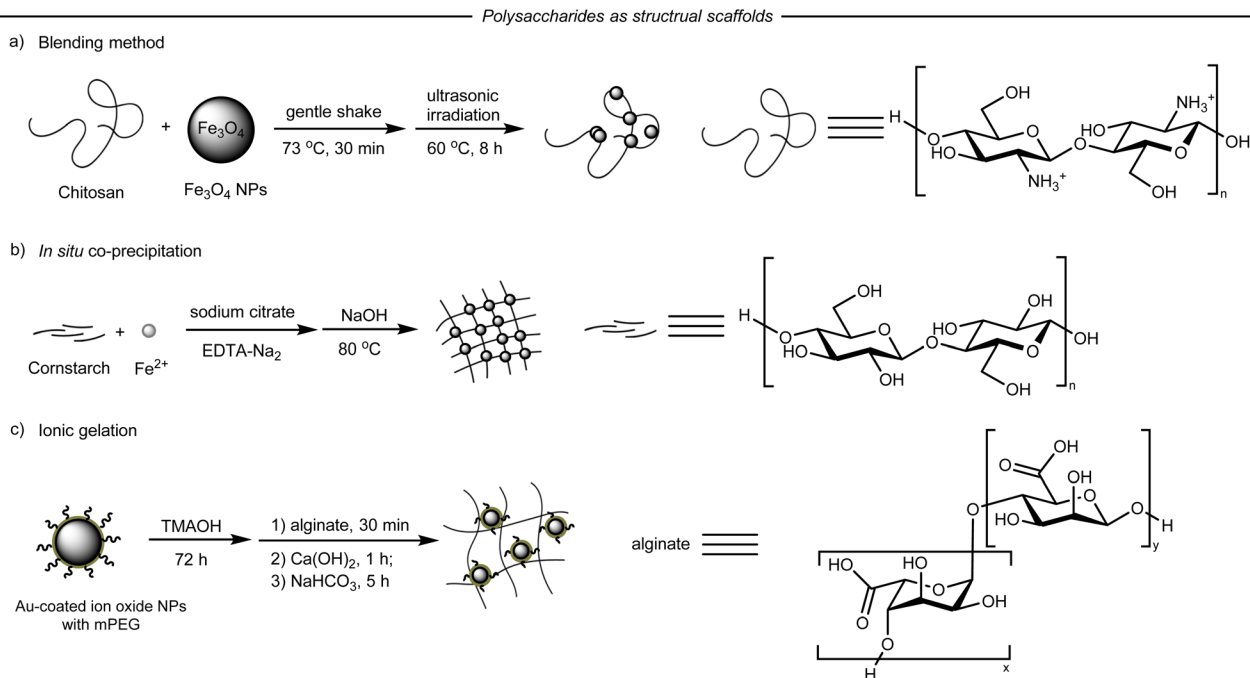 Polysaccharides as structrual scaffolds
a) Blending method
Chitosan
+
Fe₃O₄
Fe₃O₄ NPs
gentle shake
73 °C, 30 min
ultrasonic
irradiation
60 °C, 8 h
H
O
OH
HO
O
NH₃⁺
O
HO
NH₃⁺
O
OH
OH
n
b) In situ co-precipitation
Cornstarch
+
Fe²⁺
sodium citrate
EDTA-Na₂
NaOH
80 °C
H
O
OH
HO
O
OH
O
HO
OH
O
OH
OH
n
c) Ionic gelation
Au-coated ion oxide NPs
with mPEG
TMAOH
72 h
1) alginate, 30 min
2) Ca(OH)₂, 1 h;
3) NaHCO₃, 5 h
alginate
O
OH
O
HO
OH
O
O
H
y
HO
O
HO
O
OH
O
H
x